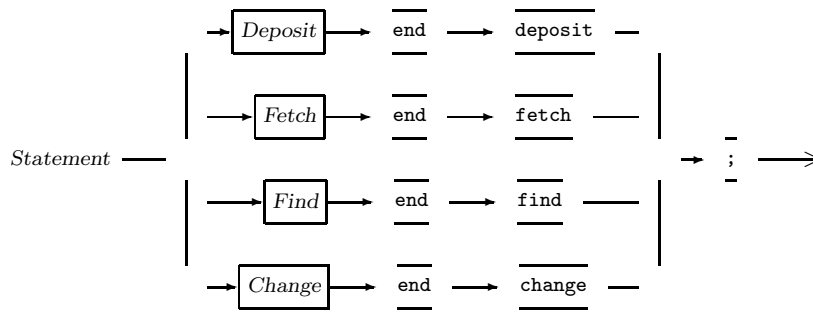 Deposit end deposit
Fetch end fetch
Statement ;
Find end find
Change end change